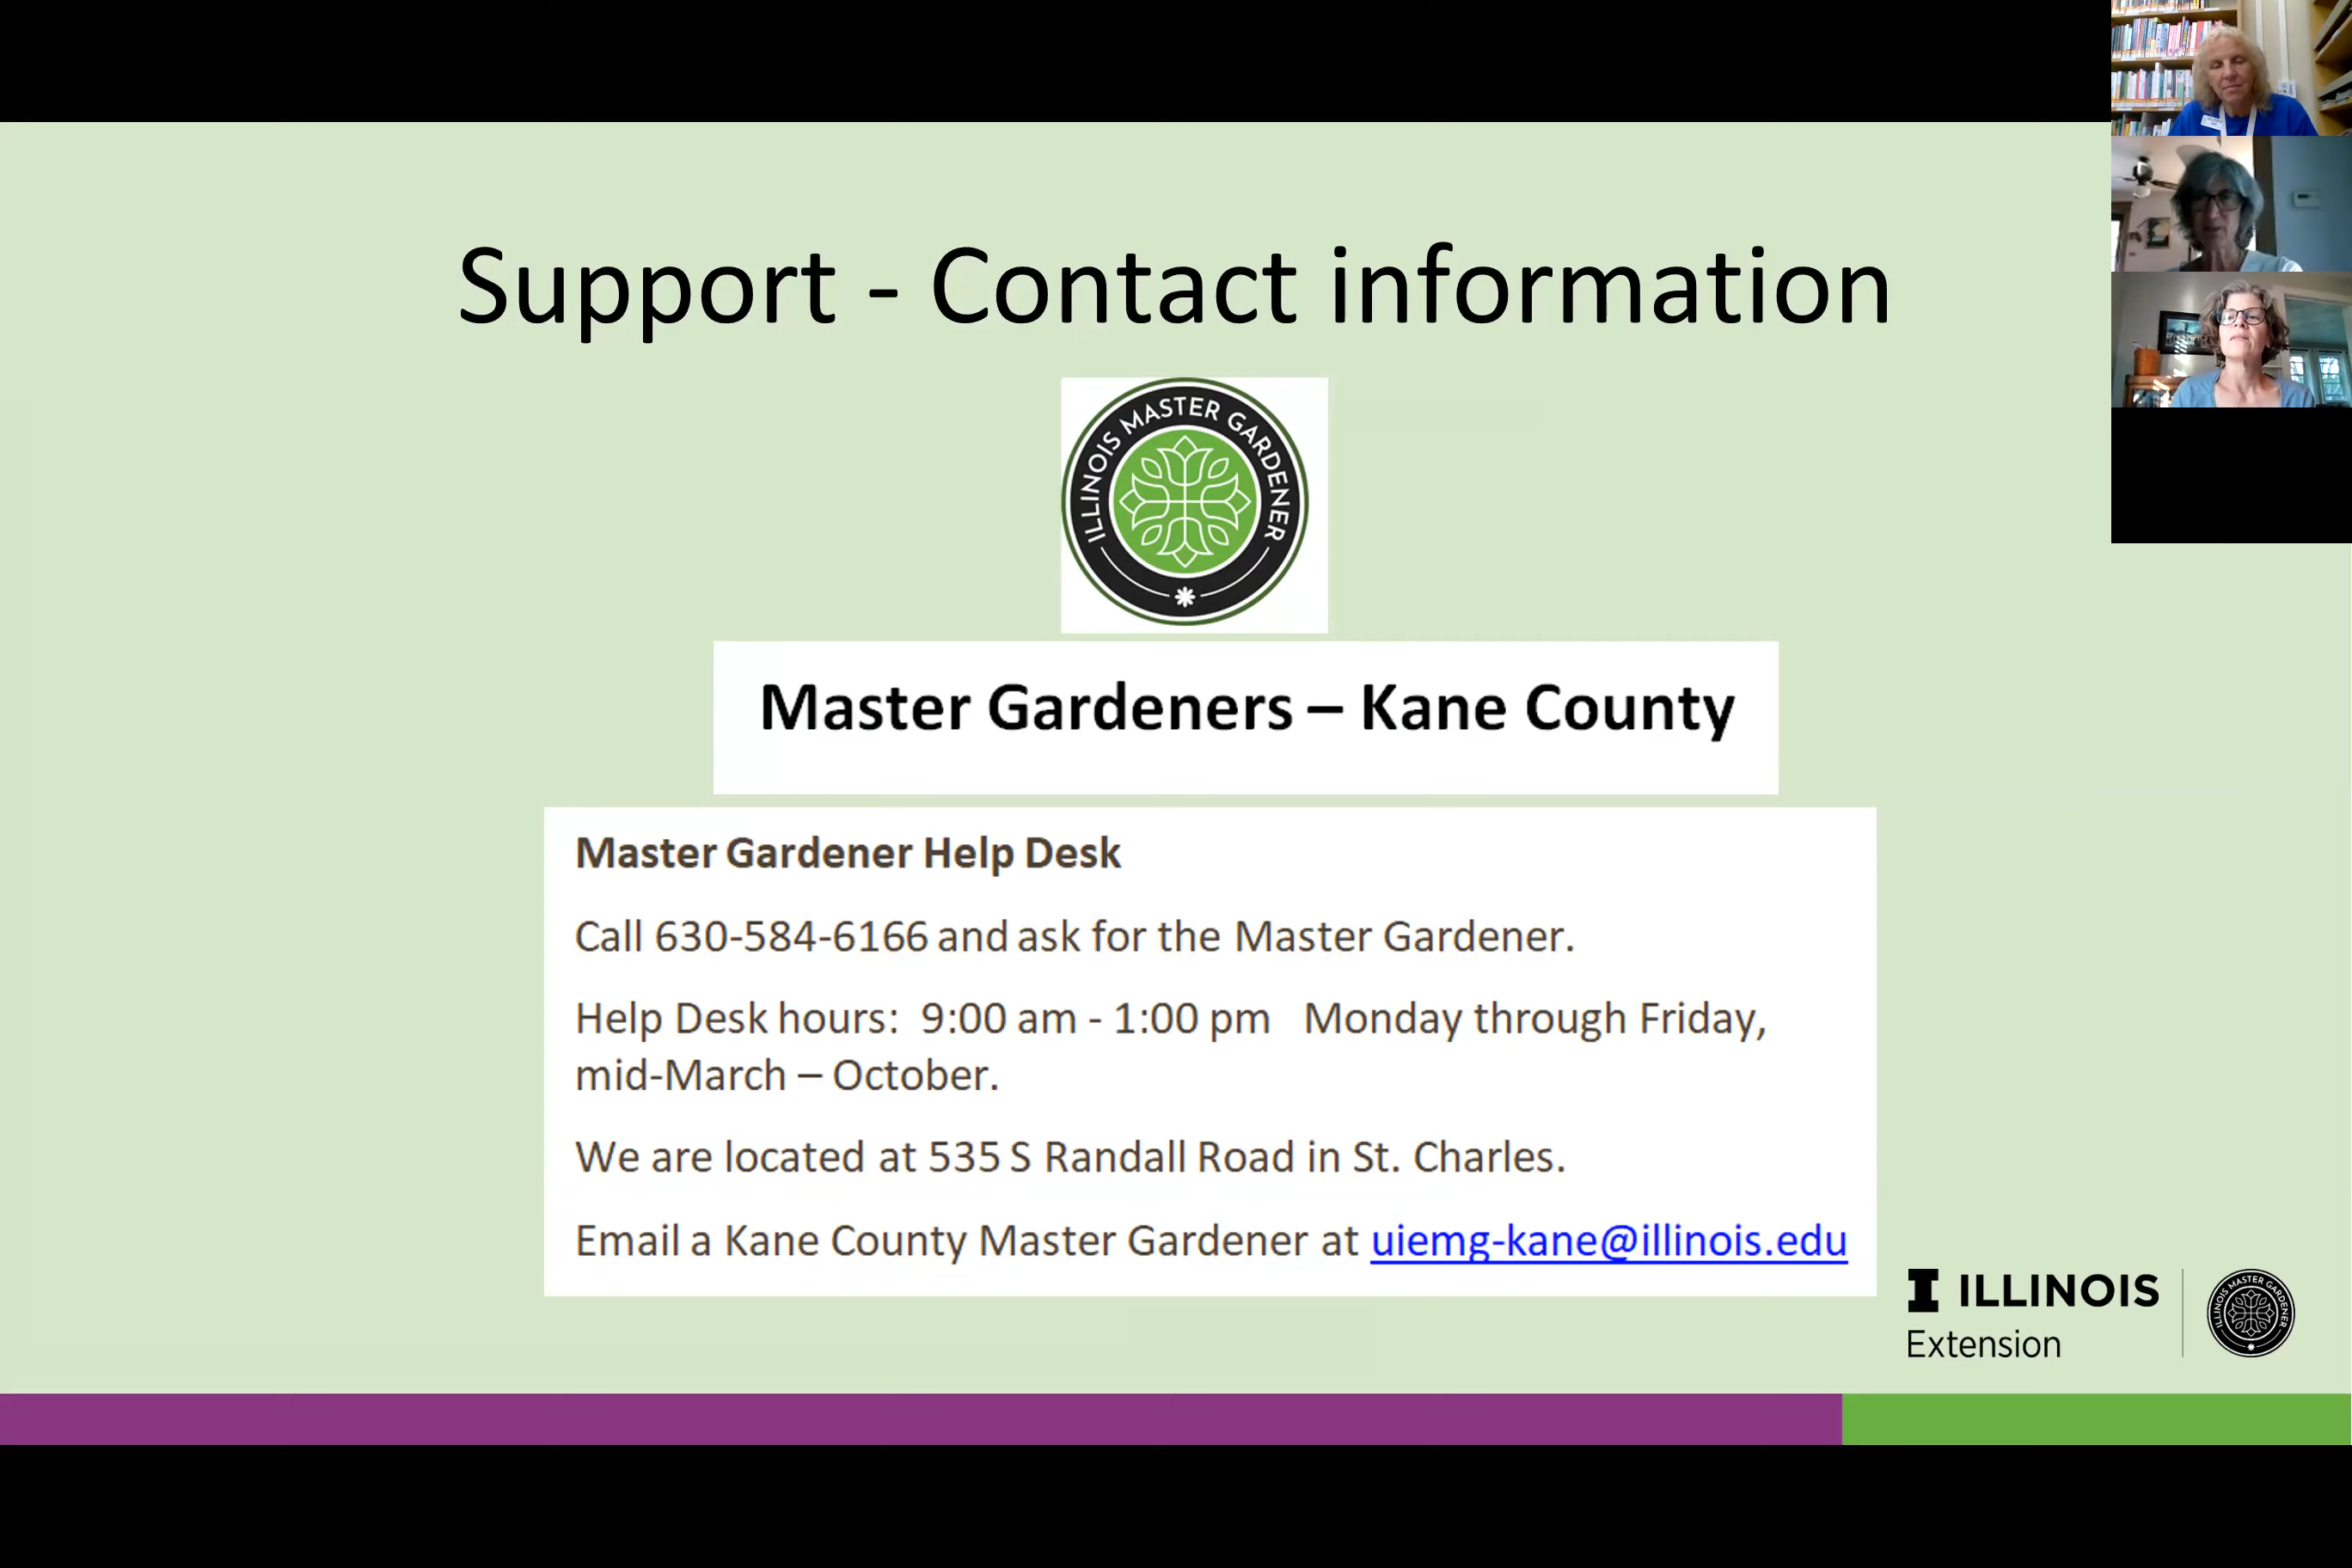 Support - Contact information
ILLINOIS MASTER GARDENER
Master Gardeners – Kane County
Master Gardener Help Desk
Call 630-584-6166 and ask for the Master Gardener.
Help Desk hours:  9:00 am - 1:00 pm   Monday through Friday,
mid-March – October.
We are located at 535 S Randall Road in St. Charles.
Email a Kane County Master Gardener at uiemg-kane@illinois.edu
I ILLINOIS
Extension
ILLINOIS MASTER GARDENER